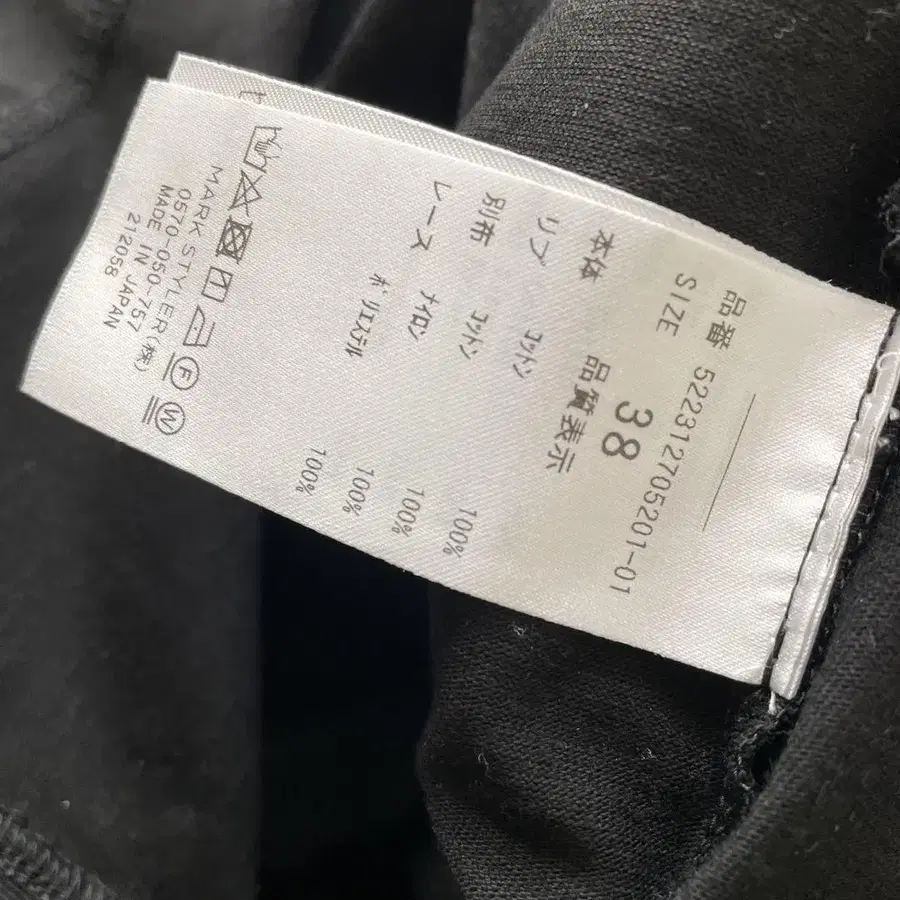 品番 522312705201-01
SIZE 38
品質表示
本体 コットン 100%
リブ コットン 100%
別布 ナイロン 100%
レース ポリエステル 100%
MARK STYLER(株)
0570-050-757
MADE IN JAPAN
212058